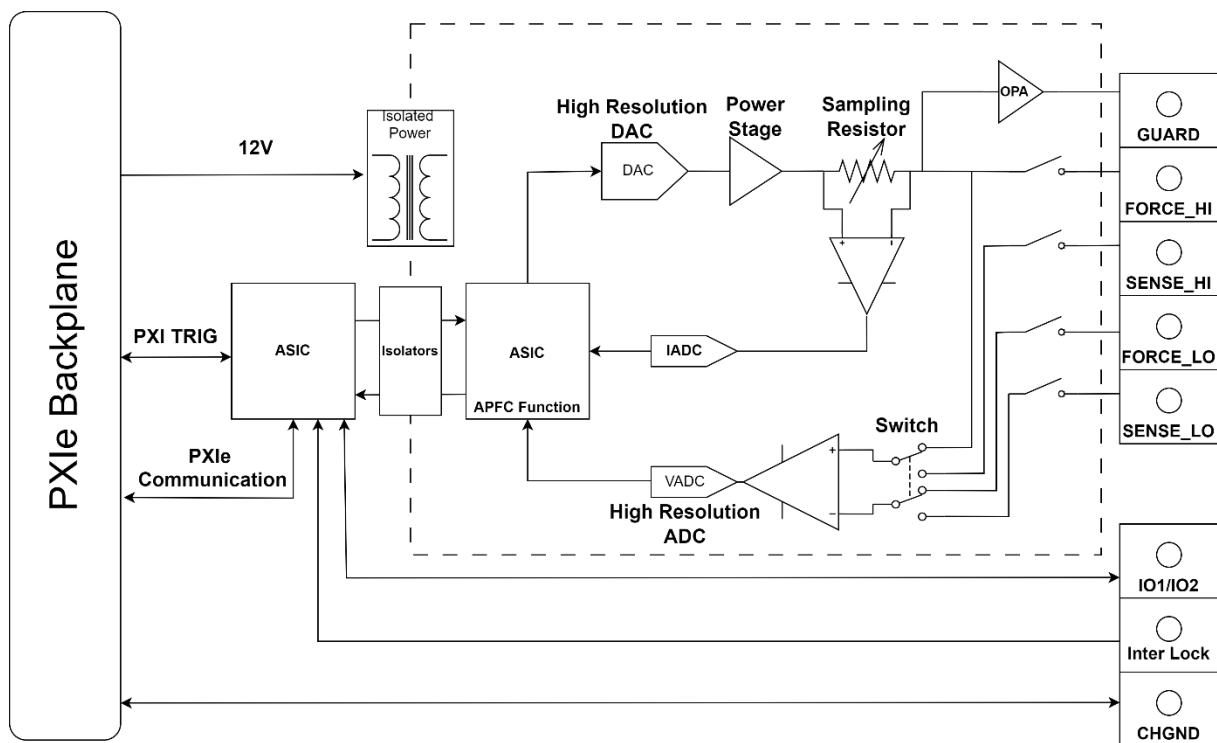 PXIe Backplane
12V
Isolated
Power
High Resolution
DAC
DAC
Power
Stage
Sampling
Resistor
OPA
GUARD
FORCE_HI
SENSE_HI
FORCE_LO
SENSE_LO
PXI TRIG
ASIC
Isolators
ASIC
APFC Function
IADC
+
-
PXIe
Communication
VADC
High Resolution
ADC
+
−
Switch
IO1/IO2
Inter Lock
CHGND